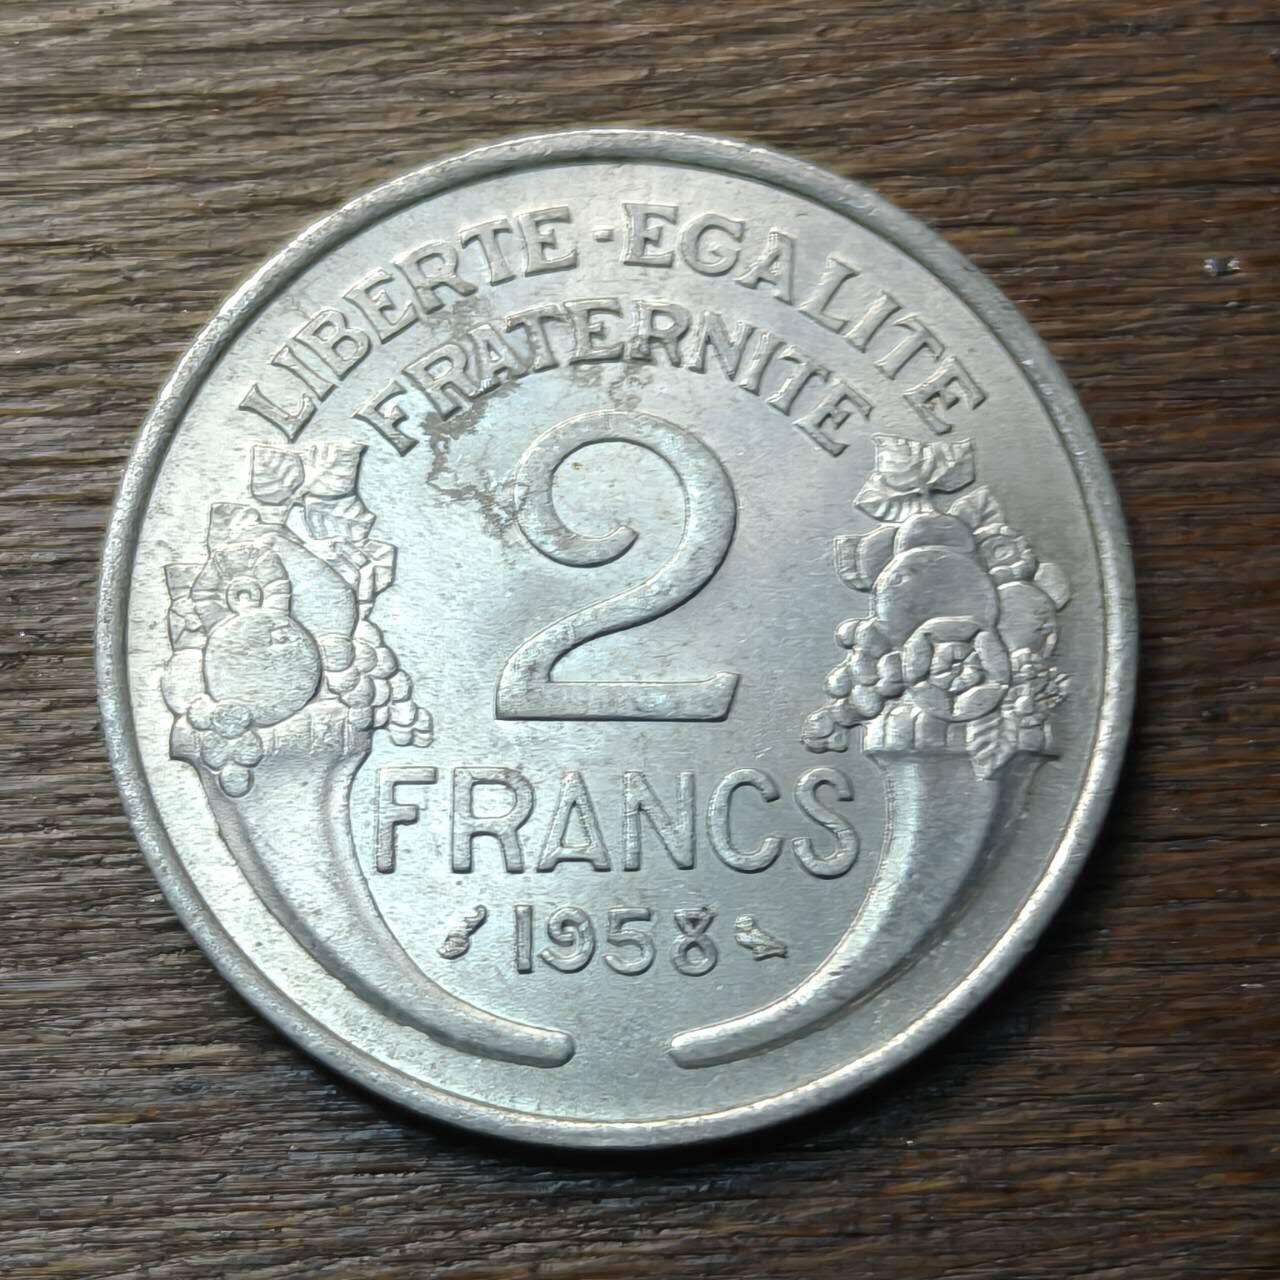 LIBERTE-EGALITE
FRATERNITE
2
FRANCS
1958